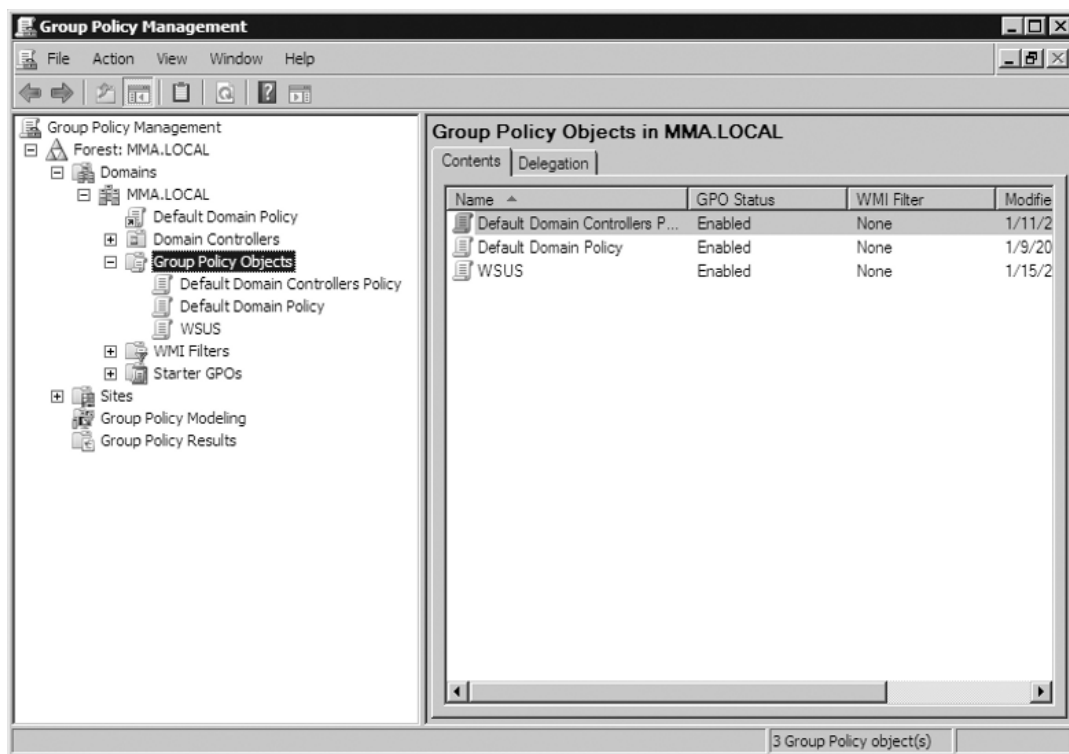 Group Policy Management
File Action View Window Help
Group Policy Management
Forest: MMA.LOCAL
Domains
MMA.LOCAL
Default Domain Policy
Domain Controllers
Group Policy Objects
Default Domain Controllers Policy
Default Domain Policy
WSUS
WMI Filters
Starter GPOs
Sites
Group Policy Modeling
Group Policy Results
Group Policy Objects in MMA.LOCAL
Contents Delegation
Name GPO Status WMI Filter Modifie
Default Domain Controllers P... Enabled None 1/11/2
Default Domain Policy Enabled None 1/9/20
WSUS Enabled None 1/15/2
3 Group Policy object(s)